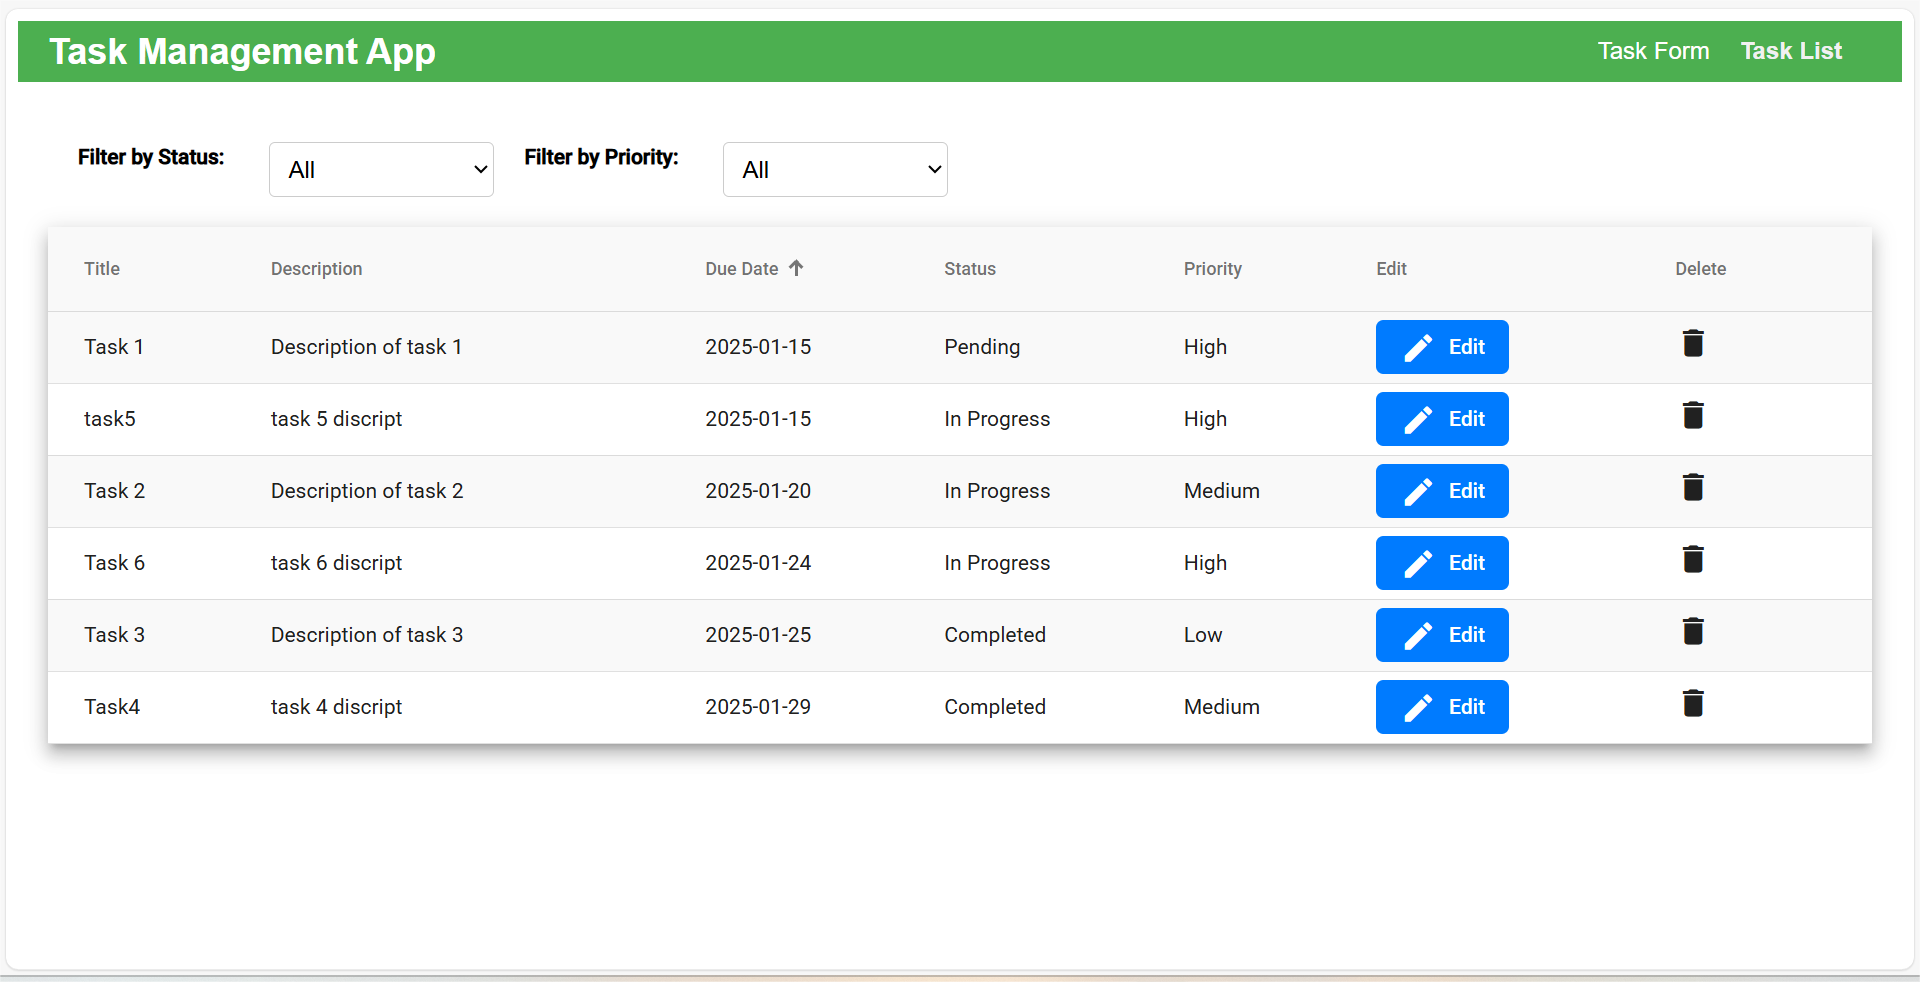 Task Management App Task Form Task List
Filter by Status: All Filter by Priority: All
Title Description Due Date Status Priority Edit Delete
Task 1 Description of task 1 2025-01-15 Pending High Edit
task5 task 5 discript 2025-01-15 In Progress High Edit
Task 2 Description of task 2 2025-01-20 In Progress Medium Edit
Task 6 task 6 discript 2025-01-24 In Progress High Edit
Task 3 Description of task 3 2025-01-25 Completed Low Edit
Task4 task 4 discript 2025-01-29 Completed Medium Edit